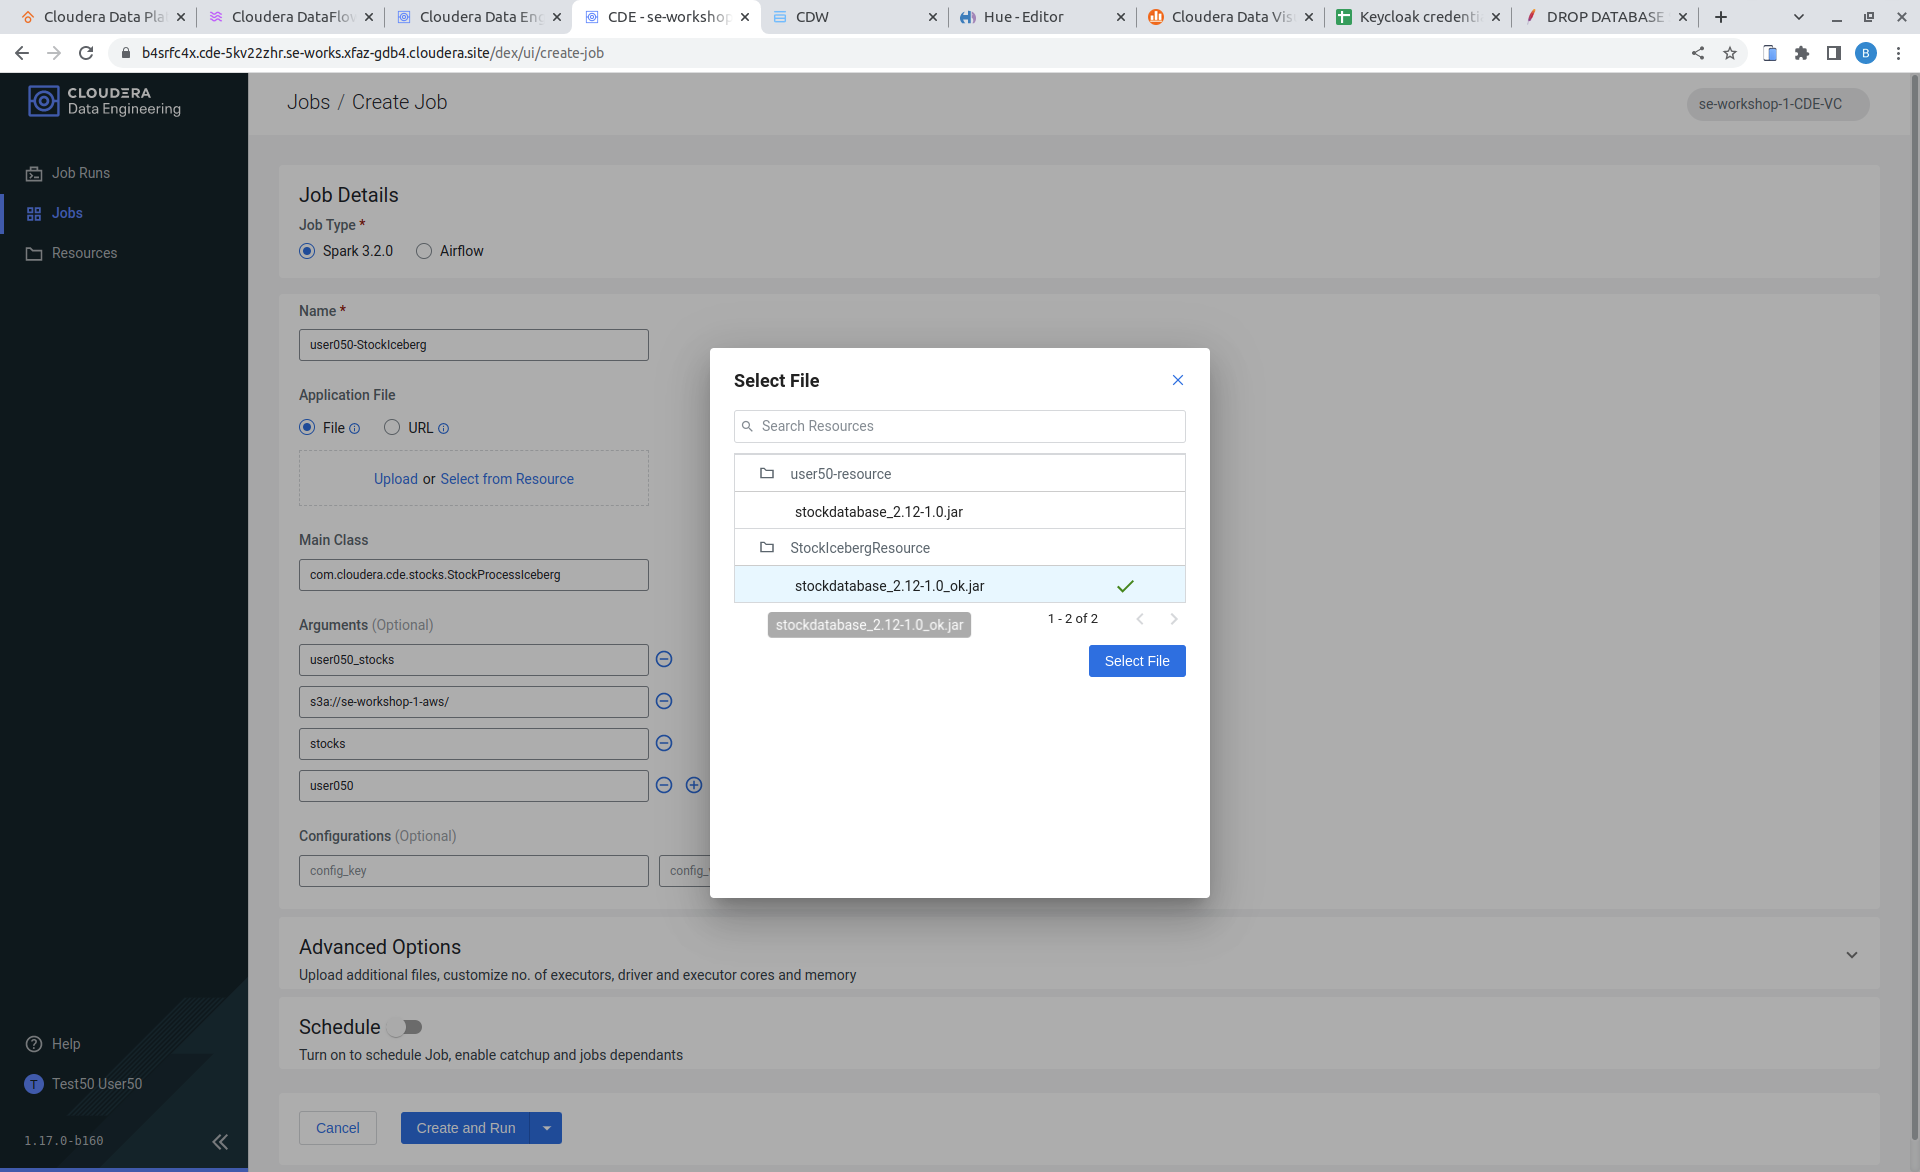 Cloudera Data Pla
Cloudera DataFlow
Cloudera Data Eng
CDE - se-workshop
CDW
Hue - Editor
Cloudera Data Vis
Keycloak credenti
DROP DATABASE
b4srfc4x.cde-5kv22zhr.se-works.xfaz-gdb4.cloudera.site/dex/ui/create-job
B
CLOUDERA
Data Engineering
Job Runs
Jobs
Resources
Help
T
Test50 User50
1.17.0-b160
Jobs / Create Job
se-workshop-1-CDE-VC
Job Details
Job Type *
Spark 3.2.0
Airflow
Name *
user050-StockIceberg
Application File
File
URL
Upload or Select from Resource
Main Class
com.cloudera.cde.stocks.StockProcessIceberg
Arguments (Optional)
user050_stocks
s3a://se-workshop-1-aws/
stocks
user050
Configurations (Optional)
config_key
config_
Select File
Search Resources
user50-resource
stockdatabase_2.12-1.0.jar
StockIcebergResource
stockdatabase_2.12-1.0_ok.jar
stockdatabase_2.12-1.0_ok.jar
1 - 2 of 2
Select File
Advanced Options
Upload additional files, customize no. of executors, driver and executor cores and memory
Schedule
Turn on to schedule Job, enable catchup and jobs dependants
Cancel
Create and Run